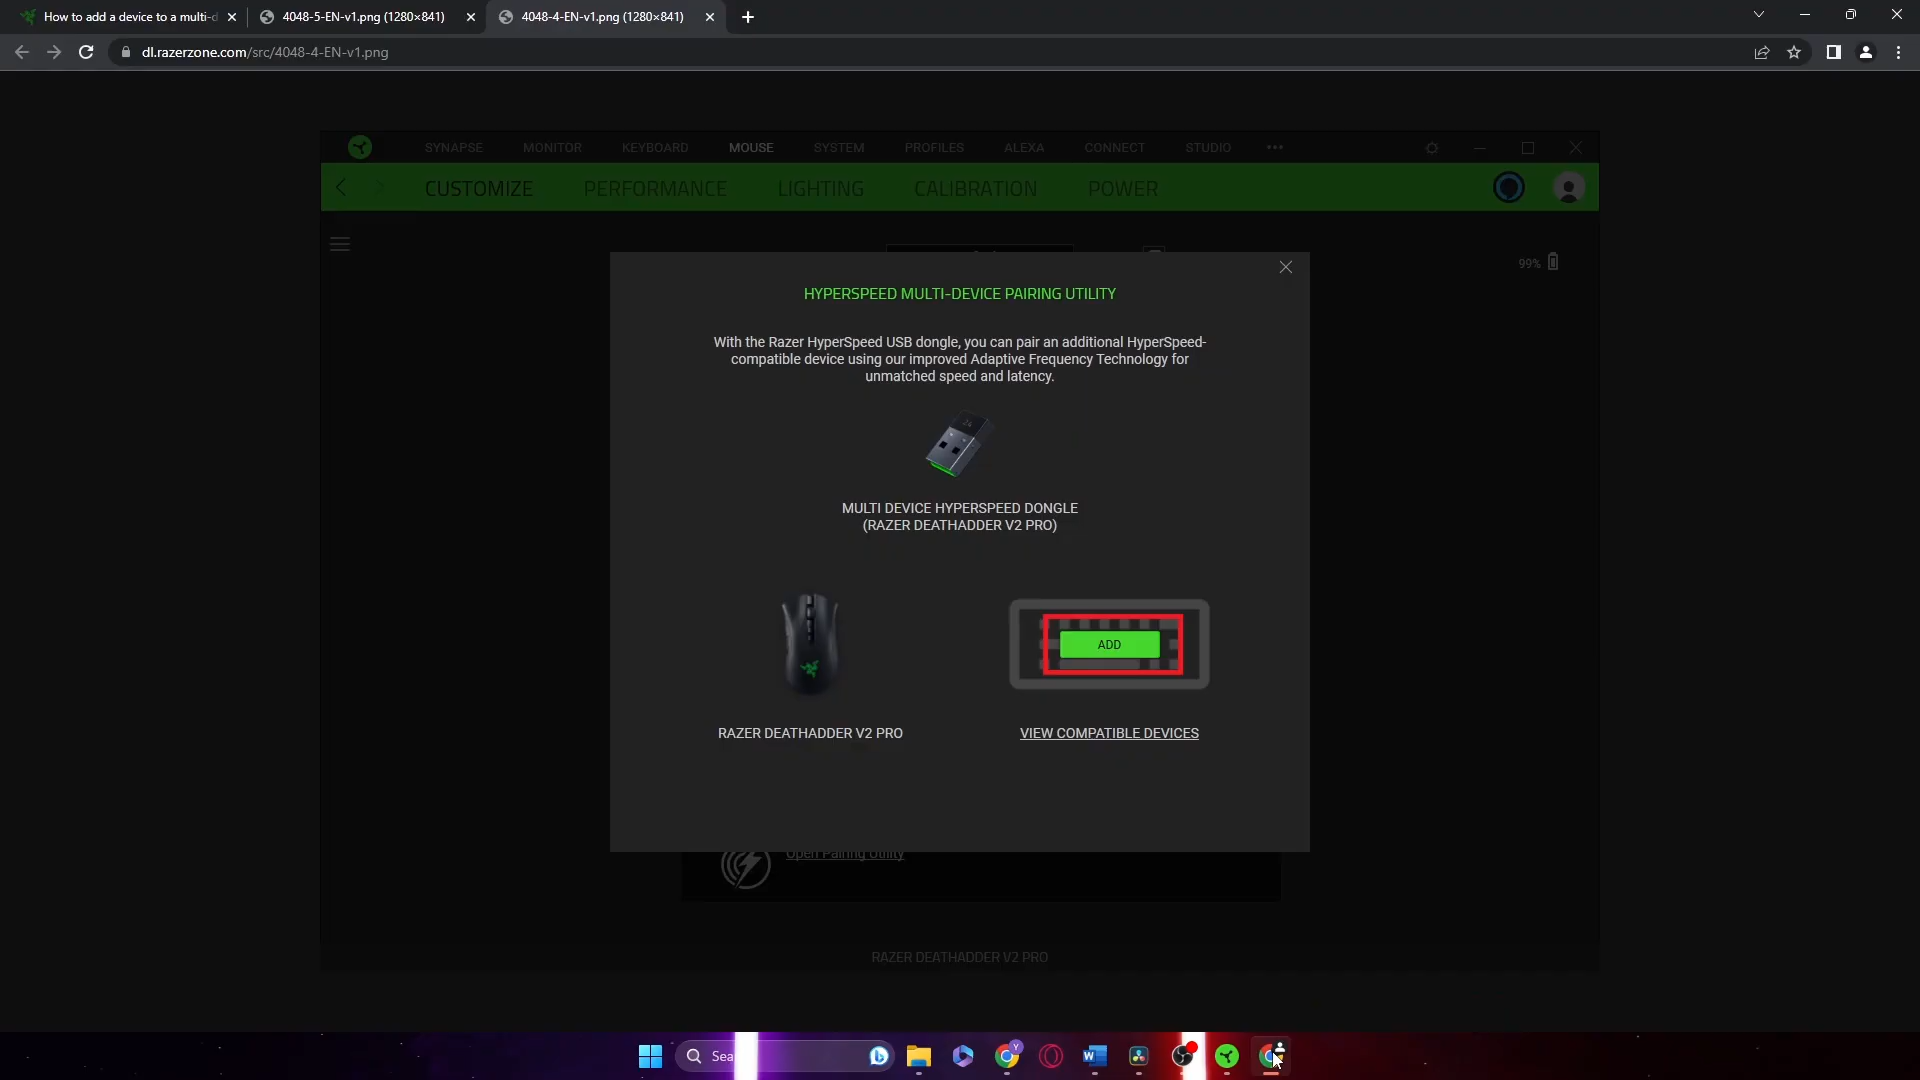 How to add a device to a multi-d
4048-5-EN-v1.png (1280×841)
4048-4-EN-v1.png (1280×841)
dl.razerzone.com/src/4048-4-EN-v1.png
SYNAPSE MONITOR KEYBOARD MOUSE SYSTEM PROFILES ALEXA CONNECT STUDIO
CUSTOMIZE PERFORMANCE LIGHTING CALIBRATION POWER
99%
HYPERSPEED MULTI-DEVICE PAIRING UTILITY
With the Razer HyperSpeed USB dongle, you can pair an additional HyperSpeed-
compatible device using our improved Adaptive Frequency Technology for
unmatched speed and latency.
MULTI DEVICE HYPERSPEED DONGLE
(RAZER DEATHADDER V2 PRO)
ADD
RAZER DEATHADDER V2 PRO
VIEW COMPATIBLE DEVICES
Open Pairing Utility
RAZER DEATHADDER V2 PRO
Sea